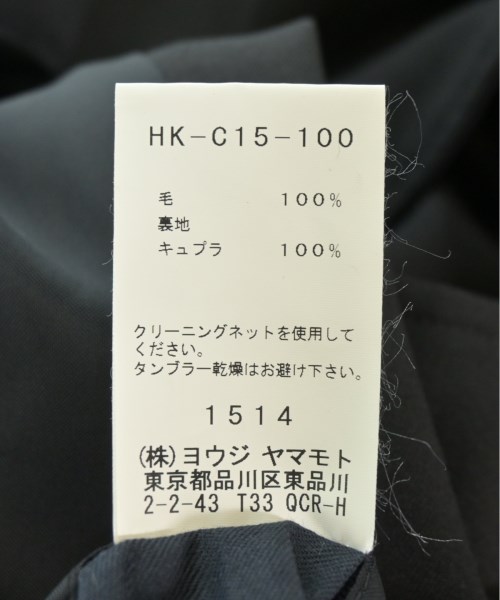 HK-C15-100
毛 100%
裏地
キュプラ 100%
クリーニングネットを使用して
ください。
タンブラー乾燥はお避け下さい。
1514
(株)ヨウジ ヤマモト
東京都品川区東品川
2-2-43 T33 QCR-H